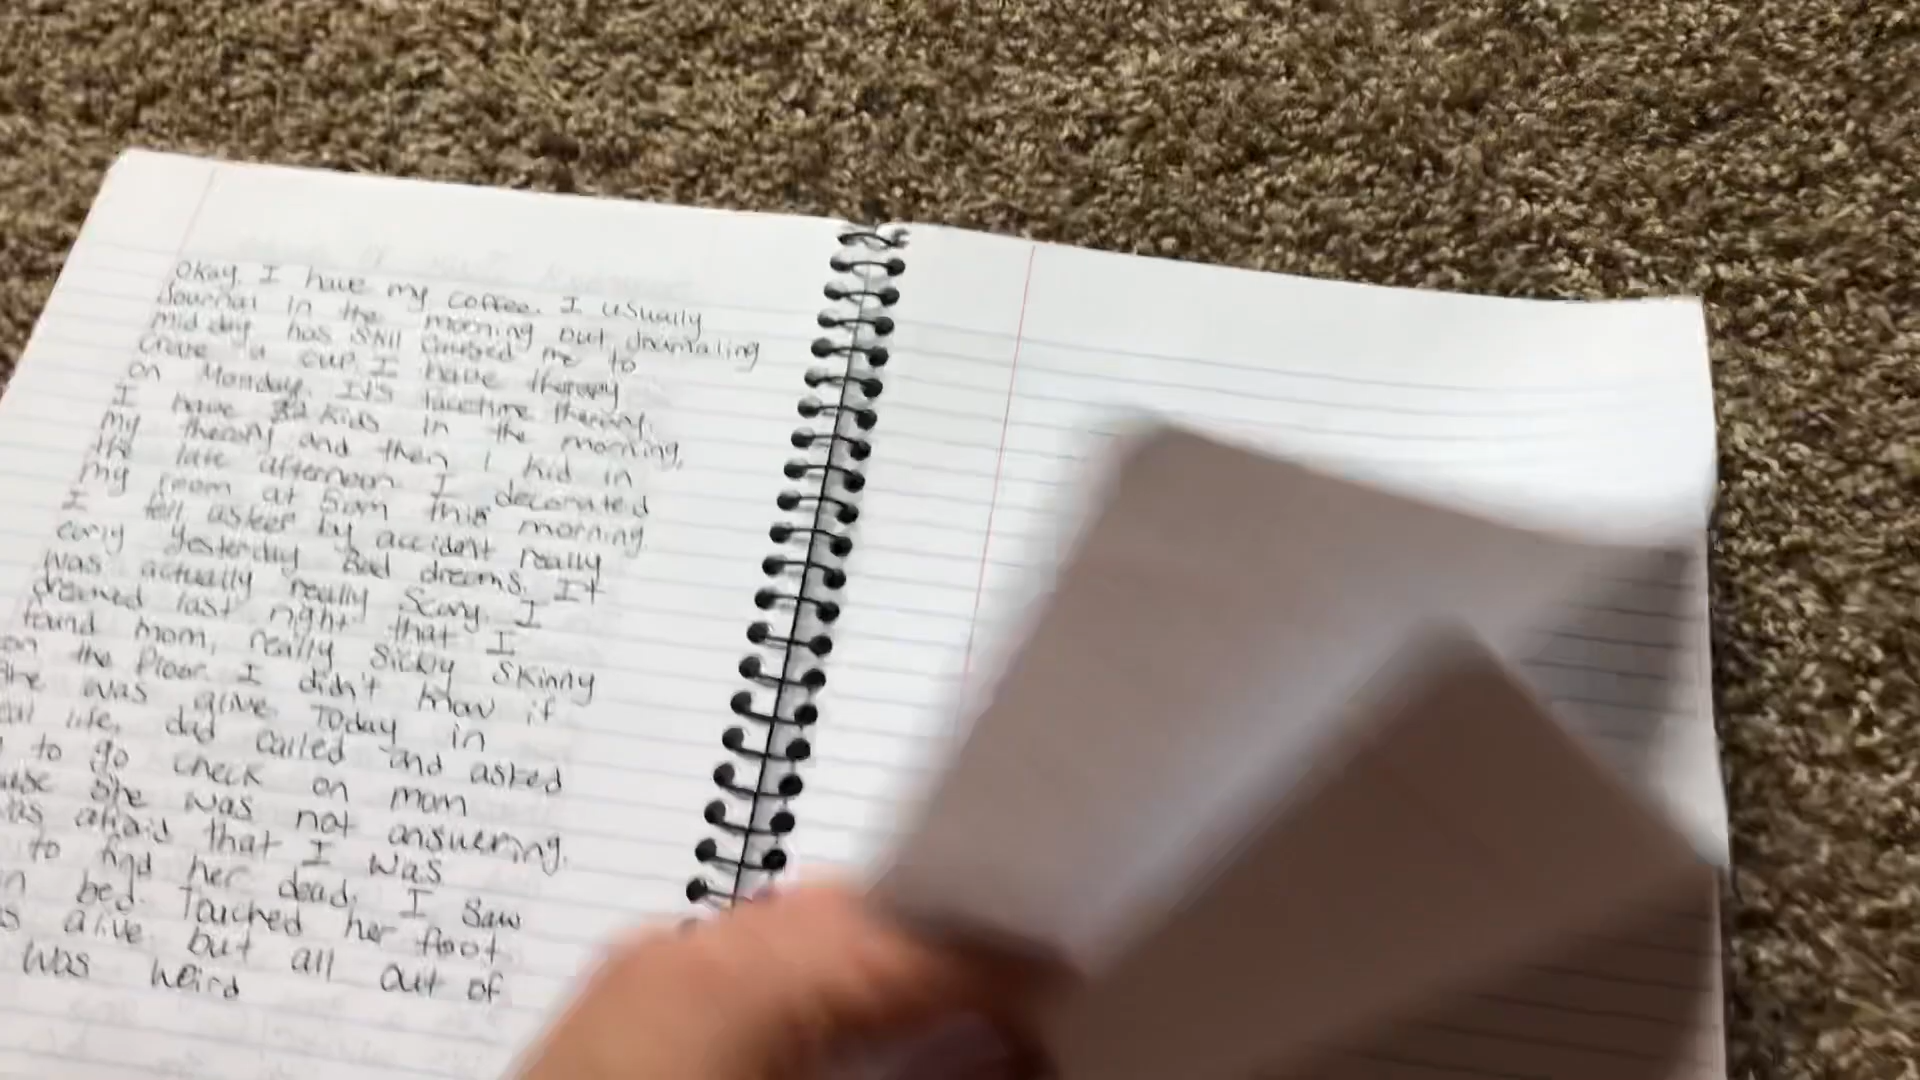 Okay. I have my coffee. I usually
Journal in the morning but journaling
mid day has still caused me to
crave a cup. I have therapy
on Monday. It's facetime therapy.
I have 2 kids in the morning,
my therapy and then 1 kid in
the late afternoon. I decorated
my room at 5am this morning.
I fell asleep by accident really
early yesterday. Bad dreams. It
was actually really scary. I
dreamed last night that I
found mom, really sickly skinny
on the floor. I didn't know if
she was alive. Today in
life, dad called and asked
to go check on mom
she was not answering.
afraid that I was
to find her dead. I saw
bed. Touched her foot.
alive but all out of
was weird